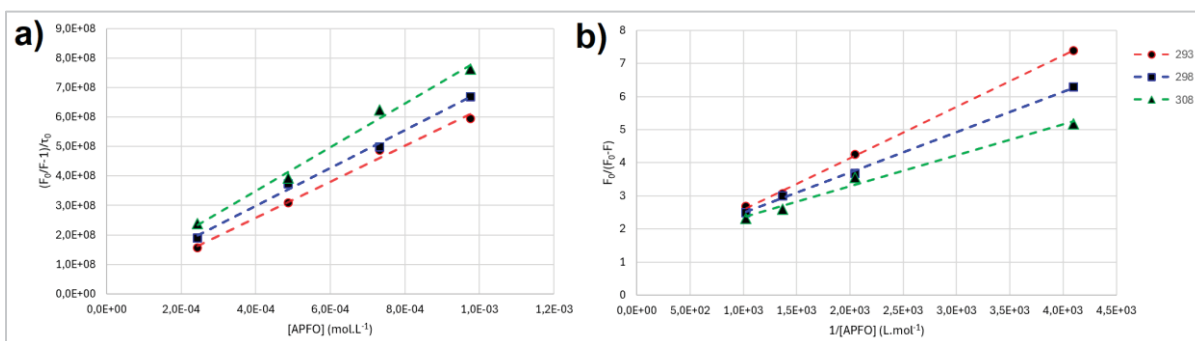 a)
(F₀/F-1)/τ₀
9,0E+08
8,0E+08
7,0E+08
6,0E+08
5,0E+08
4,0E+08
3,0E+08
2,0E+08
1,0E+08
0,0E+00
0,0E+00 2,0E-04 4,0E-04 6,0E-04 8,0E-04 1,0E-03 1,2E-03
[APFO] (mol.L⁻¹)
b)
F₀/(F₀-F)
8
7
6
5
4
3
2
1
0
0,0E+00 5,0E+02 1,0E+03 1,5E+03 2,0E+03 2,5E+03 3,0E+03 3,5E+03 4,0E+03 4,5E+03
1/[APFO] (L.mol⁻¹)
293
298
308